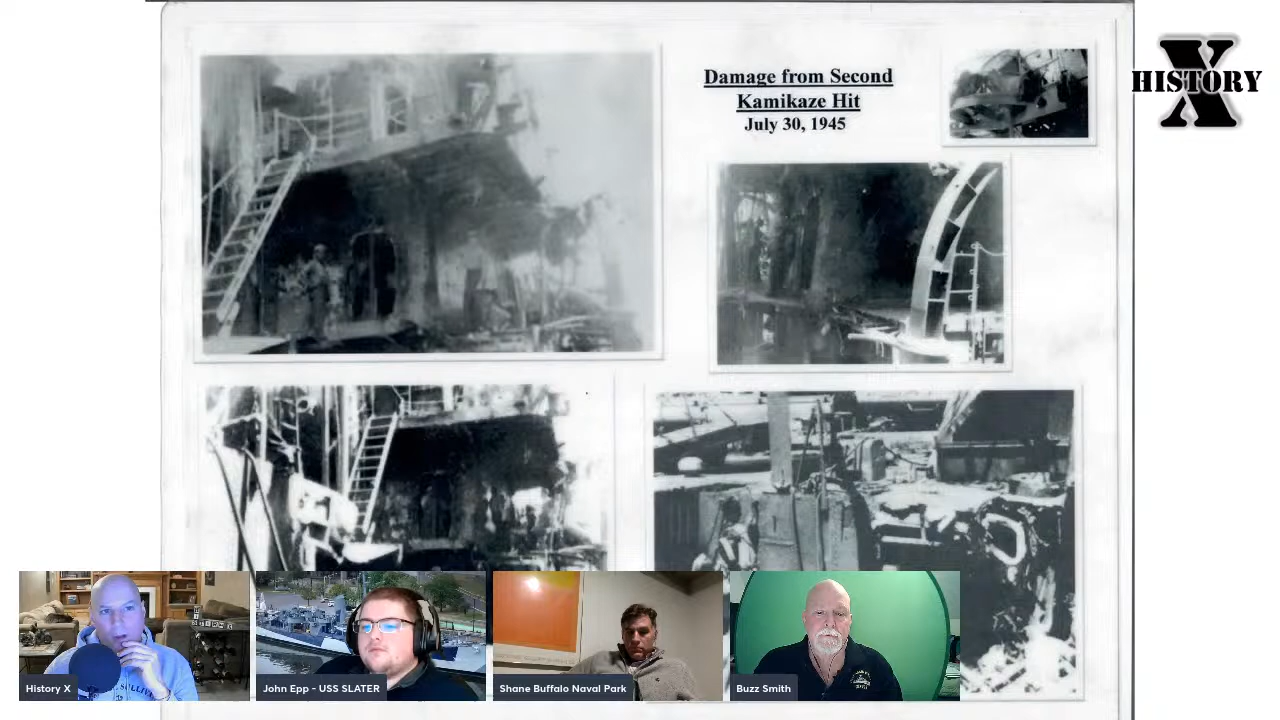 Damage from Second
Kamikaze Hit
July 30, 1945
X
HISTORY
History X
John Epp - USS SLATER
Shane Buffalo Naval Park
Buzz Smith